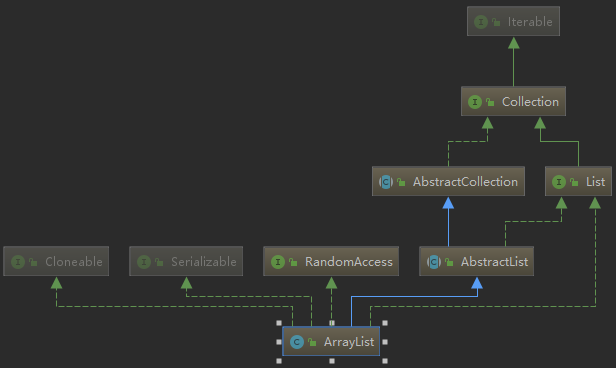 I Iterable
I Collection
C AbstractCollection
I List
I Cloneable
I Serializable
I RandomAccess
C AbstractList
C ArrayList